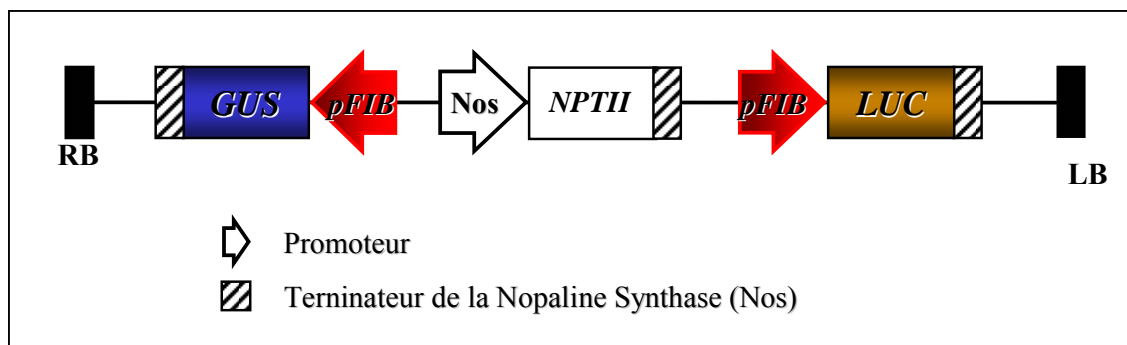 GUS pFIB Nos NPTII pFIB LUC
RB
LB
Promoteur
Terninateur de la Nopaline Synthase (Nos)